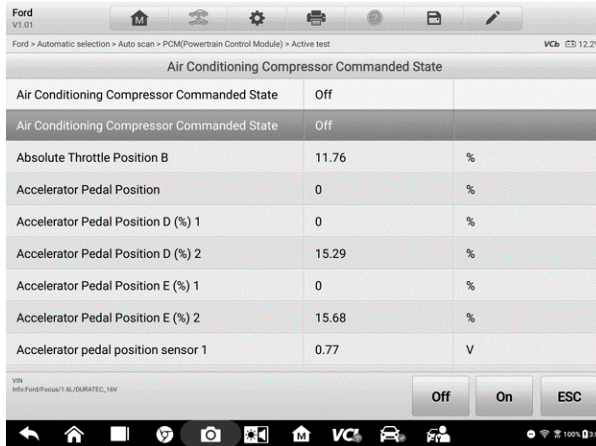 Ford
V1.01
Ford > Automatic selection > Auto scan > PCM(Powertrain Control Module) > Active test
VCI 12.2V
Air Conditioning Compressor Commanded State
Air Conditioning Compressor Commanded State Off
Air Conditioning Compressor Commanded State Off
Absolute Throttle Position B 11.76 %
Accelerator Pedal Position 0 %
Accelerator Pedal Position D (%) 1 0 %
Accelerator Pedal Position D (%) 2 15.29 %
Accelerator Pedal Position E (%) 1 0 %
Accelerator Pedal Position E (%) 2 15.68 %
Accelerator pedal position sensor 1 0.77 V
VIN
Info:Ford/Focus/1.6L/DURATEC_16V
Off On ESC
M VCI 100%